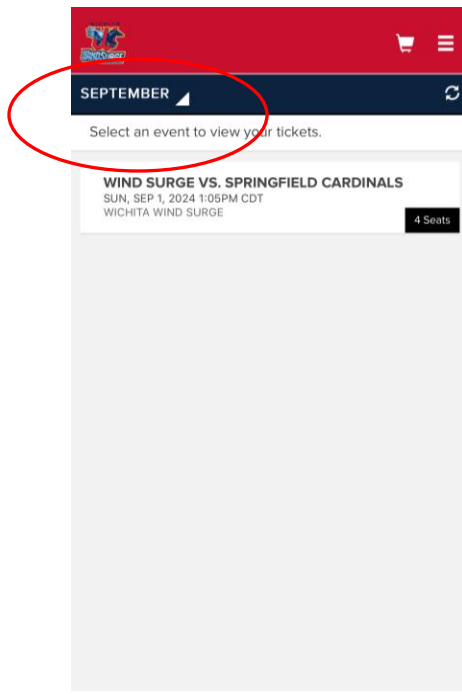 SEPTEMBER
Select an event to view your tickets.
WIND SURGE VS. SPRINGFIELD CARDINALS
SUN, SEP 1, 2024 1:05PM CDT
WICHITA WIND SURGE
4 Seats